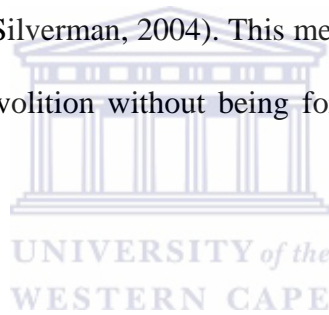 Silverman, 2004). This me
volition without being fo
UNIVERSITY of the
WESTERN CAPE